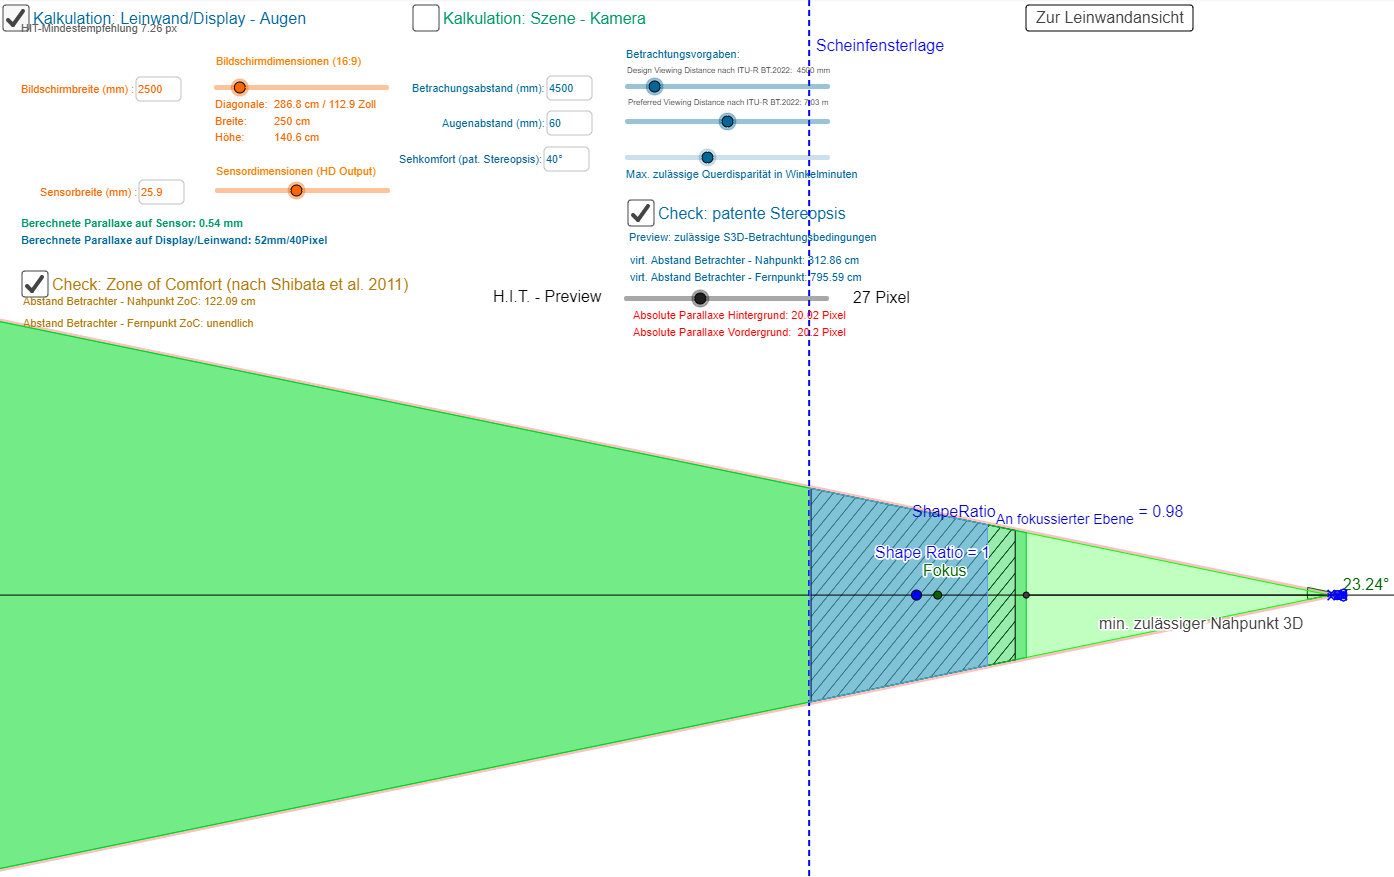 Kalkulation: Leinwand/Display - Augen
HIT-Mindestempfehlung 7.26 px
Kalkulation: Szene - Kamera
Zur Leinwandansicht
Scheinfensterlage
Bildschirmdimensionen (16:9)
Bildschirmbreite (mm) : 2500
Diagonale: 286.8 cm / 112.9 Zoll
Breite: 250 cm
Höhe: 140.6 cm
Sensordimensionen (HD Output)
Sensorbreite (mm) : 25.9
Berechnete Parallaxe auf Sensor: 0.54 mm
Berechnete Parallaxe auf Display/Leinwand: 52mm/40Pixel
Betrachtungsvorgaben:
Design Viewing Distance nach ITU-R BT.2022: 4500 mm
Betrachungsabstand (mm): 4500
Preferred Viewing Distance nach ITU-R BT.2022: 7.03 m
Augenabstand (mm): 60
Sehkomfort (pat. Stereopsis): 40°
Max. zulässige Querdisparität in Winkelminuten
Check: patente Stereopsis
Preview: zulässige S3D-Betrachtungsbedingungen
virt. Abstand Betrachter - Nahpunkt: 312.86 cm
virt. Abstand Betrachter - Fernpunkt: 795.59 cm
Check: Zone of Comfort (nach Shibata et al. 2011)
Abstand Betrachter - Nahpunkt ZoC: 122.09 cm
Abstand Betrachter - Fernpunkt ZoC: unendlich
H.I.T. - Preview
27 Pixel
Absolute Parallaxe Hintergrund: 20.02 Pixel
Absolute Parallaxe Vordergrund: 20.2 Pixel
ShapeRatio An fokussierter Ebene = 0.98
Shape Ratio = 1
Fokus
23.24°
min. zulässiger Nahpunkt 3D